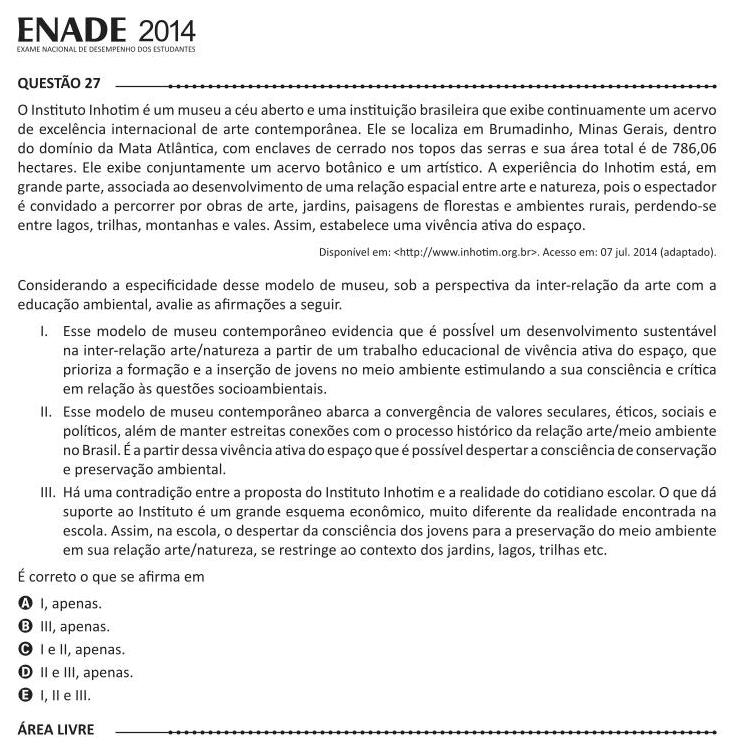 ENADE 2014
EXAME NACIONAL DE DESEMPENHO DOS ESTUDANTES
QUESTÃO 27
O Instituto Inhotim é um museu a céu aberto e uma instituição brasileira que exibe continuamente um acervo
de excelência internacional de arte contemporânea. Ele se localiza em Brumadinho, Minas Gerais, dentro
do domínio da Mata Atlântica, com enclaves de cerrado nos topos das serras e sua área total é de 786,06
hectares. Ele exibe conjuntamente um acervo botânico e um artístico. A experiência do Inhotim está, em
grande parte, associada ao desenvolvimento de uma relação espacial entre arte e natureza, pois o espectador
é convidado a percorrer por obras de arte, jardins, paisagens de florestas e ambientes rurais, perdendo-se
entre lagos, trilhas, montanhas e vales. Assim, estabelece uma vivência ativa do espaço.
Disponível em: <http://www.inhotim.org.br>. Acesso em: 07 jul. 2014 (adaptado).
Considerando a especificidade desse modelo de museu, sob a perspectiva da inter-relação da arte com a
educação ambiental, avalie as afirmações a seguir.
I. Esse modelo de museu contemporâneo evidencia que é possível um desenvolvimento sustentável
na inter-relação arte/natureza a partir de um trabalho educacional de vivência ativa do espaço, que
prioriza a formação e a inserção de jovens no meio ambiente estimulando a sua consciência e crítica
em relação às questões socioambientais.
II. Esse modelo de museu contemporâneo abarca a convergência de valores seculares, éticos, sociais e
políticos, além de manter estreitas conexões com o processo histórico da relação arte/meio ambiente
no Brasil. É a partir dessa vivência ativa do espaço que é possível despertar a consciência de conservação
e preservação ambiental.
III. Há uma contradição entre a proposta do Instituto Inhotim e a realidade do cotidiano escolar. O que dá
suporte ao Instituto é um grande esquema econômico, muito diferente da realidade encontrada na
escola. Assim, na escola, o despertar da consciência dos jovens para a preservação do meio ambiente
em sua relação arte/natureza, se restringe ao contexto dos jardins, lagos, trilhas etc.
É correto o que se afirma em
A I, apenas.
B III, apenas.
C I e II, apenas.
D II e III, apenas.
E I, II e III.
ÁREA LIVRE